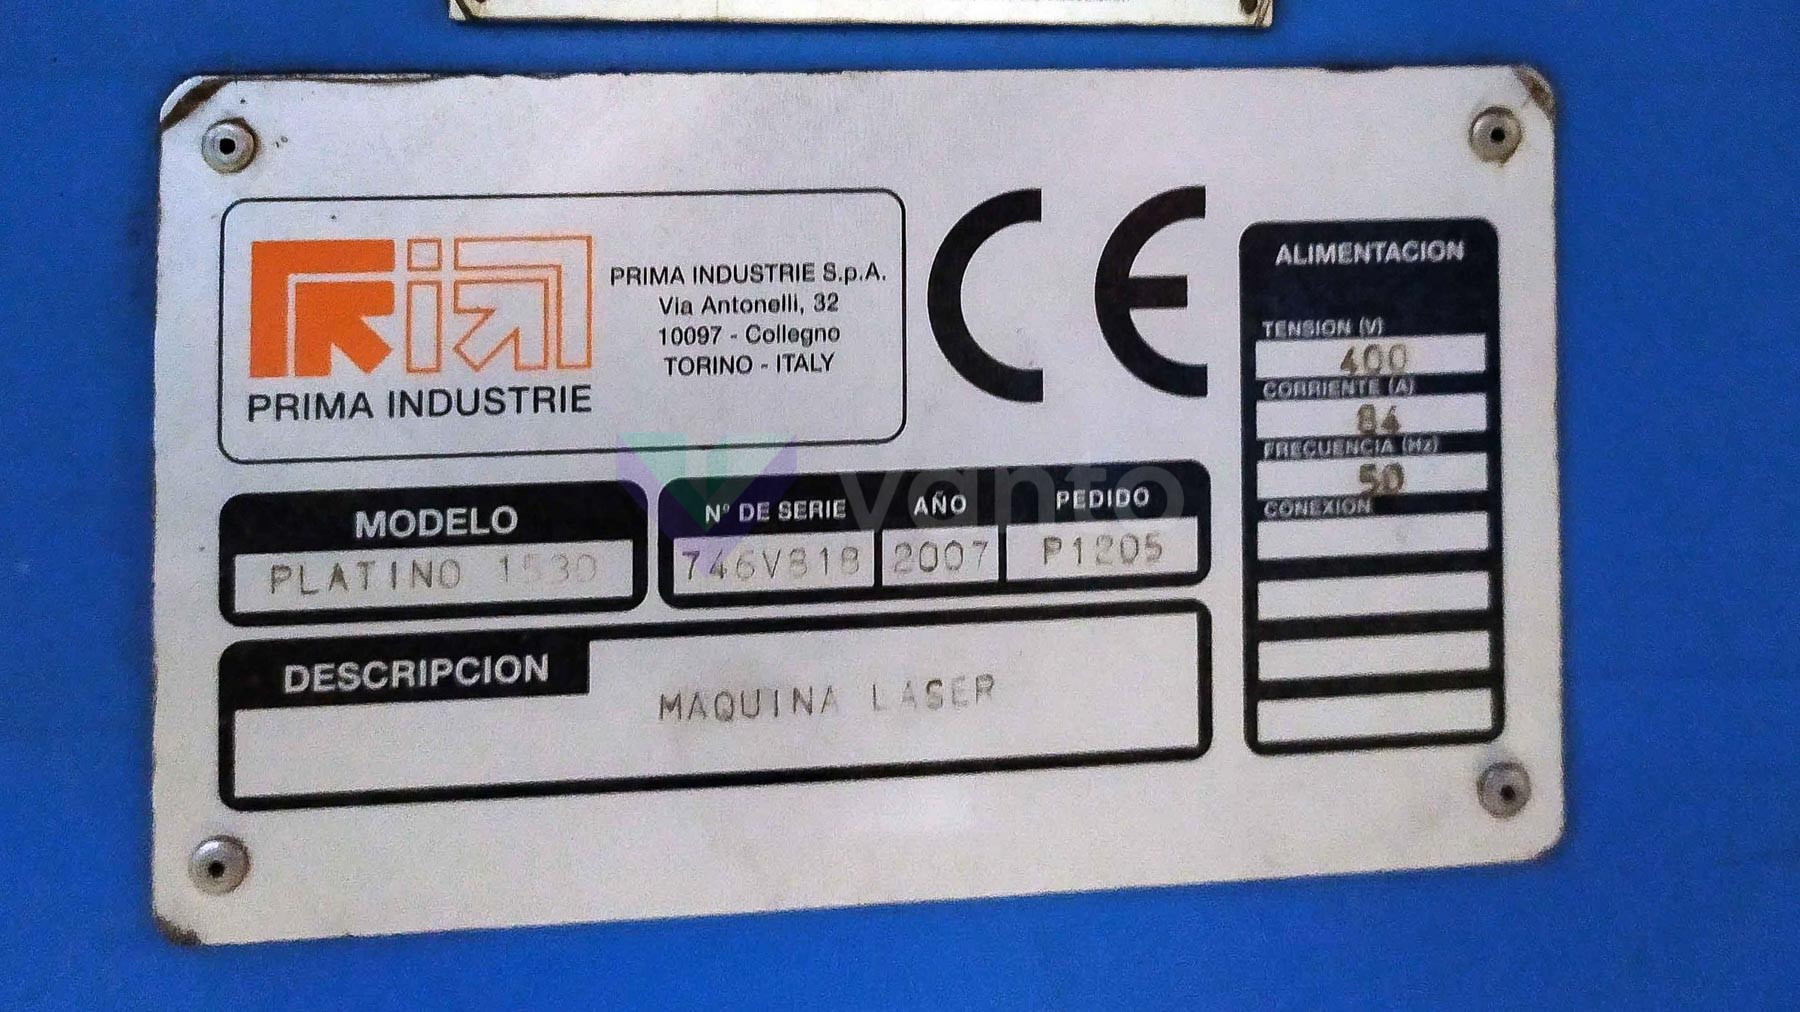 PRIMA INDUSTRIE
PRIMA INDUSTRIE S.p.A.
Via Antonelli, 32
10097 - Collegno
TORINO - ITALY
CE
MODELO
PLATINO 1530
Nº DE SERIE
746V818
AÑO
2007
PEDIDO
P1205
DESCRIPCION
MAQUINA LASER
ALIMENTACION
TENSION (V)
400
CORRIENTE (A)
84
FRECUENCIA (Hz)
50
CONEXION
vanto